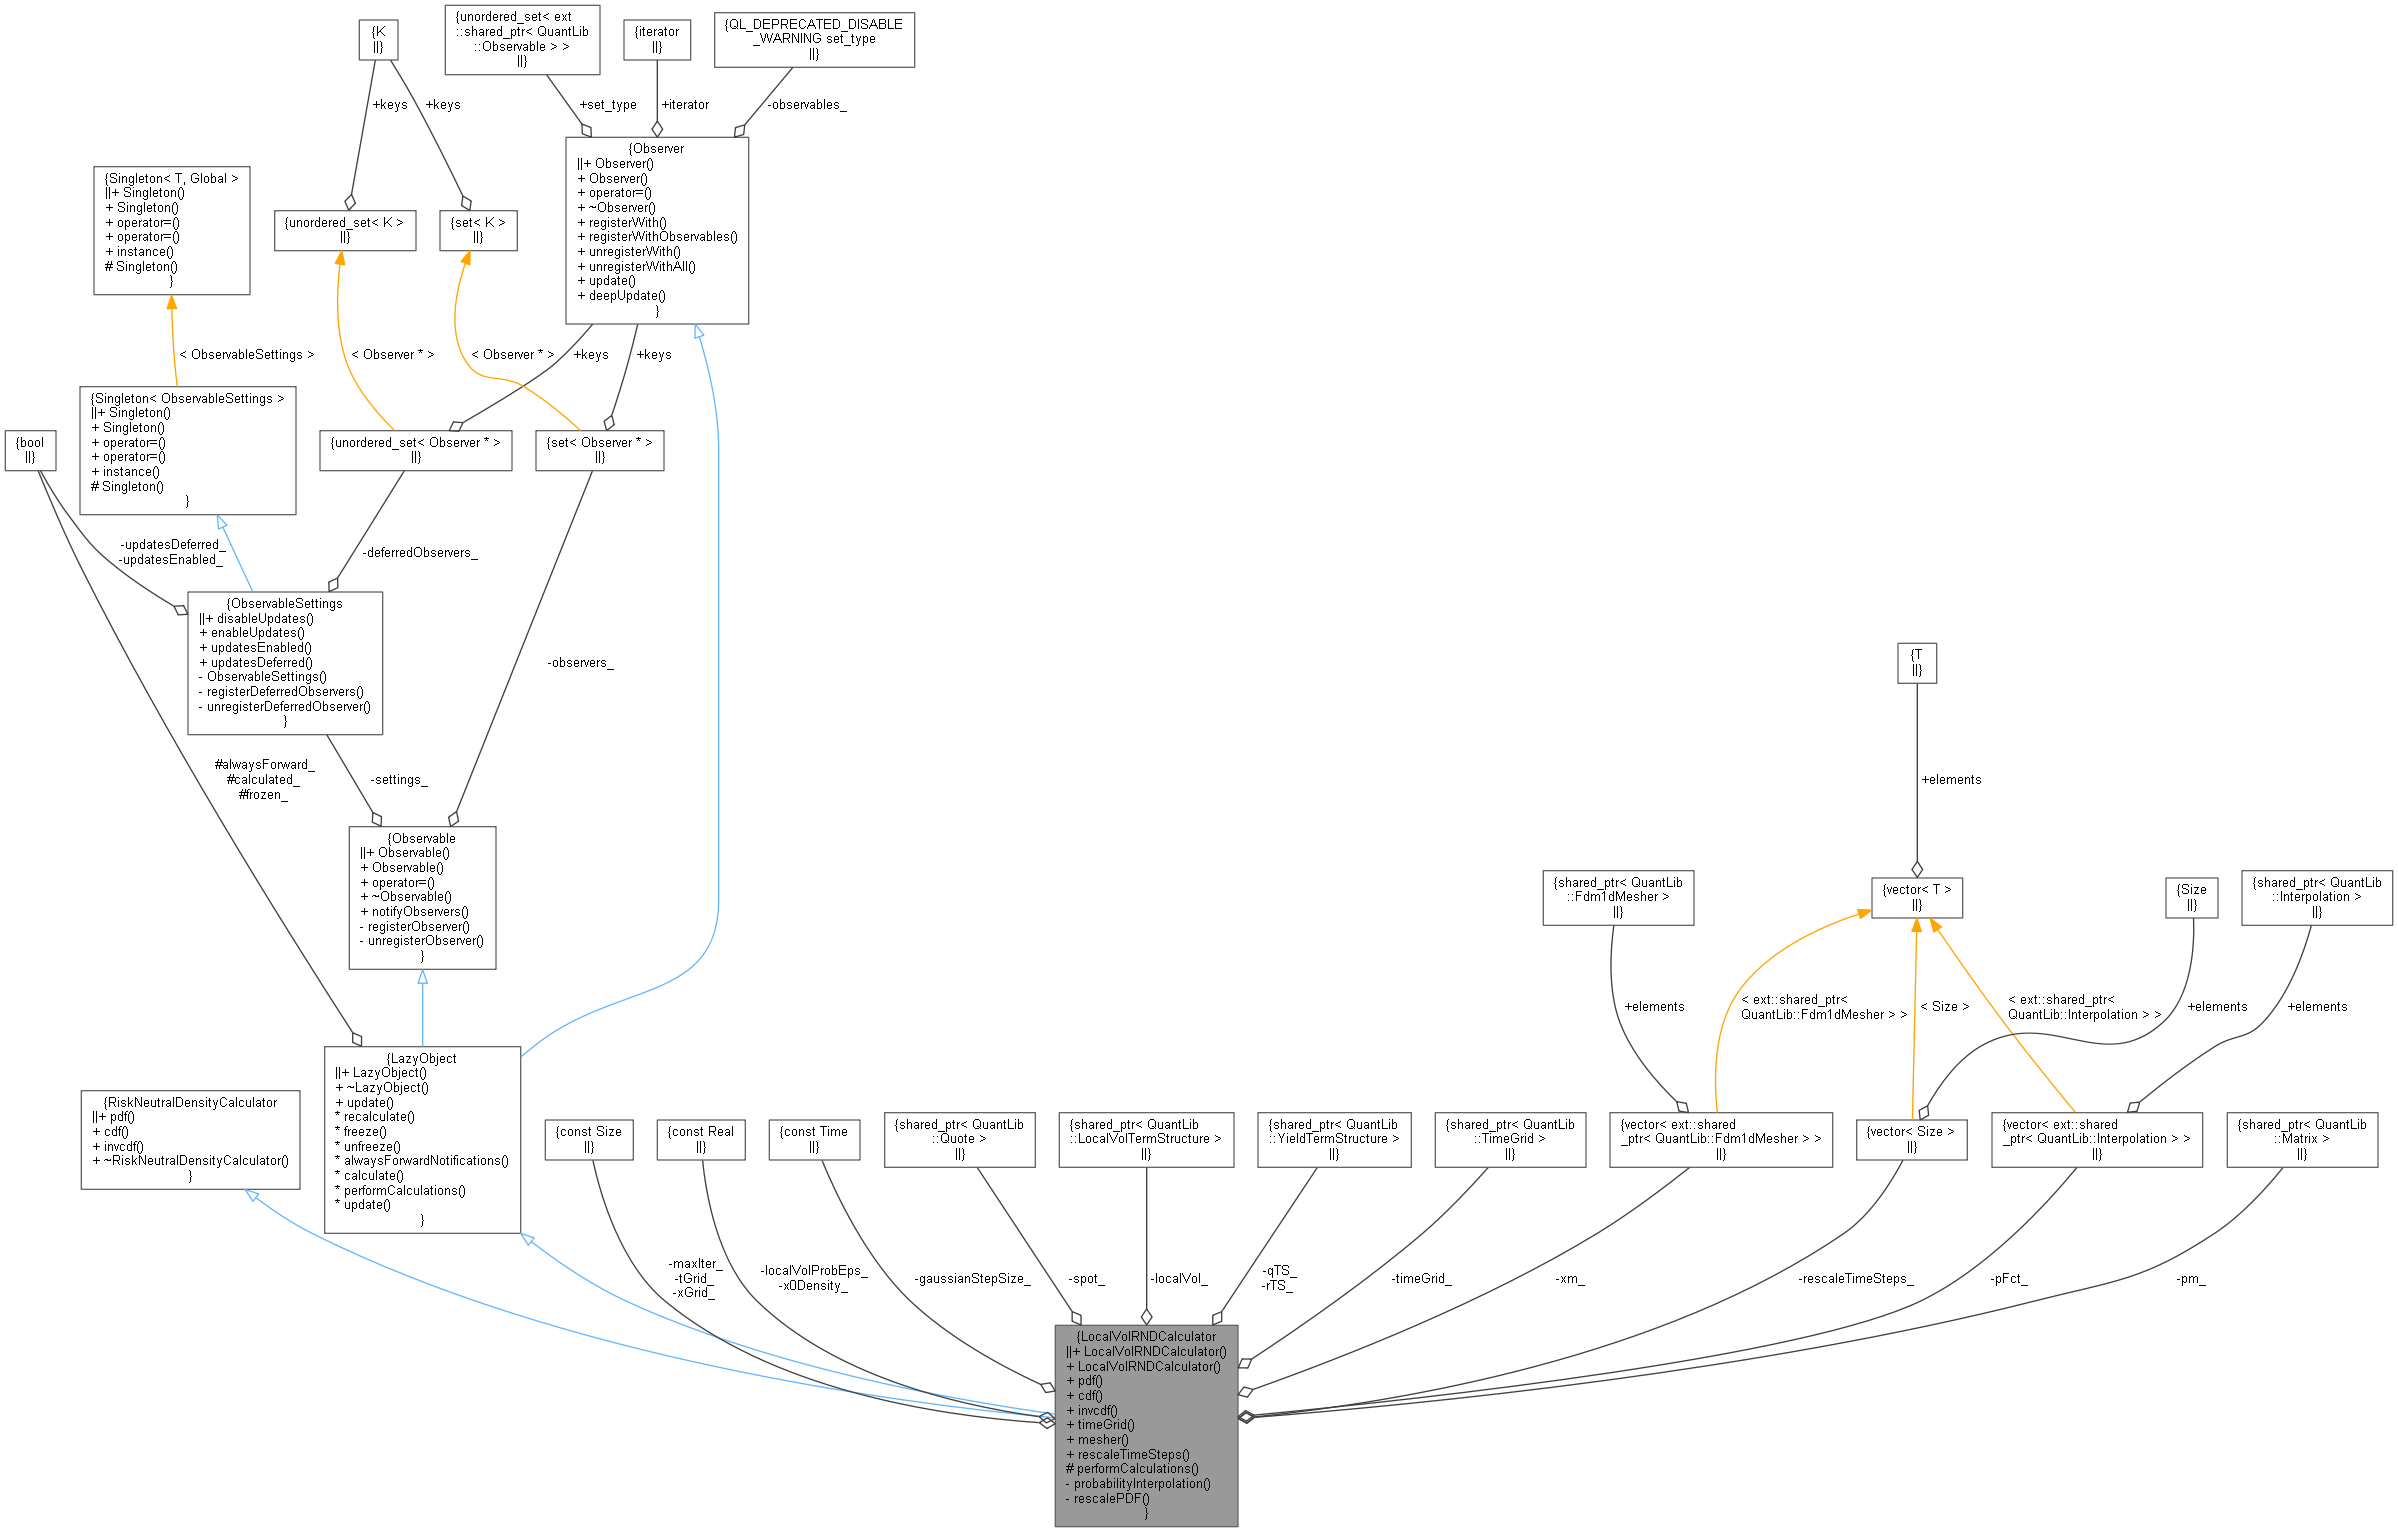 {K
||}
{unordered_set< ext
::shared_ptr< QuantLib
::Observable > >
||}
{iterator
||}
{QL_DEPRECATED_DISABLE
_WARNING set_type
||}
+keys
+keys
+set_type
+iterator
-observables_
{Singleton< T, Global >
||+ Singleton()
+ Singleton()
+ operator=()
+ operator=()
+ instance()
# Singleton()
}
{unordered_set< K >
||}
{set< K >
||}
{Observer
||+ Observer()
+ Observer()
+ operator=()
+ ~Observer()
+ registerWith()
+ registerWithObservables()
+ unregisterWith()
+ unregisterWithAll()
+ update()
+ deepUpdate()
}
< ObservableSettings >
< Observer * >
< Observer * >
+keys
+keys
{bool
||}
{Singleton< ObservableSettings >
||+ Singleton()
+ Singleton()
+ operator=()
+ operator=()
+ instance()
# Singleton()
}
{unordered_set< Observer * >
||}
{set< Observer * >
||}
-updatesDeferred_
-updatesEnabled_
-deferredObservers_
{ObservableSettings
||+ disableUpdates()
+ enableUpdates()
+ updatesEnabled()
+ updatesDeferred()
- ObservableSettings()
- registerDeferredObservers()
- unregisterDeferredObserver()
}
-observers_
{T
||}
#alwaysForward_
#calculated_
#frozen_
-settings_
+elements
{Observable
||+ Observable()
+ Observable()
+ operator=()
+ ~Observable()
+ notifyObservers()
- registerObserver()
- unregisterObserver()
}
{shared_ptr< QuantLib
::Fdm1dMesher >
||}
{vector< T >
||}
{Size
||}
{shared_ptr< QuantLib
::Interpolation >
||}
+elements
< ext::shared_ptr<
QuantLib::Fdm1dMesher > >
< Size >
< ext::shared_ptr<
QuantLib::Interpolation > >
+elements
+elements
{RiskNeutralDensityCalculator
||+ pdf()
+ cdf()
+ invcdf()
+ ~RiskNeutralDensityCalculator()
}
{LazyObject
||+ LazyObject()
+ ~LazyObject()
+ update()
* recalculate()
* freeze()
* unfreeze()
* alwaysForwardNotifications()
* calculate()
* performCalculations()
* update()
}
{const Size
||}
{const Real
||}
{const Time
||}
{shared_ptr< QuantLib
::Quote >
||}
{shared_ptr< QuantLib
::LocalVolTermStructure >
||}
{shared_ptr< QuantLib
::YieldTermStructure >
||}
{shared_ptr< QuantLib
::TimeGrid >
||}
{vector< ext::shared
_ptr< QuantLib::Fdm1dMesher > >
||}
{vector< Size >
||}
{vector< ext::shared
_ptr< QuantLib::Interpolation > >
||}
{shared_ptr< QuantLib
::Matrix >
||}
-maxIter_
-tGrid_
-xGrid_
-localVolProbEps_
-x0Density_
-gaussianStepSize_
-spot_
-localVol_
-qTS_
-rTS_
-timeGrid_
-xm_
-rescaleTimeSteps_
-pFct_
-pm_
{LocalVolRNDCalculator
||+ LocalVolRNDCalculator()
+ LocalVolRNDCalculator()
+ pdf()
+ cdf()
+ invcdf()
+ timeGrid()
+ mesher()
+ rescaleTimeSteps()
# performCalculations()
- probabilityInterpolation()
- rescalePDF()
}